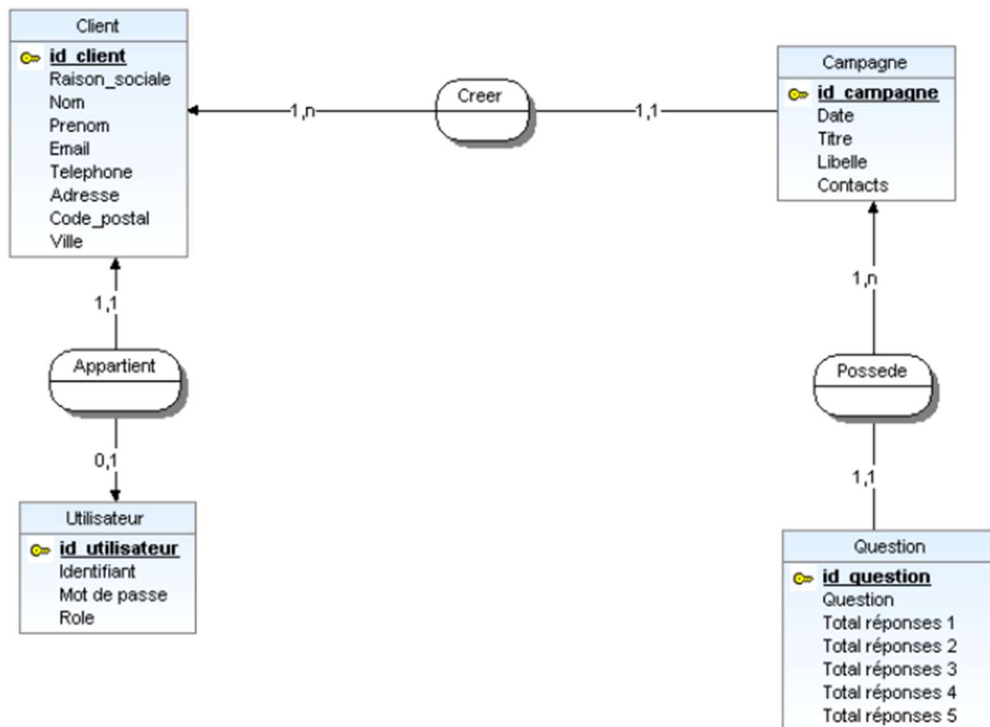 Client
id_client
Raison_sociale
Nom
Prenom
Email
Telephone
Adresse
Code_postal
Ville
1,n
Creer
1,1
Campagne
id_campagne
Date
Titre
Libelle
Contacts
1,1
Appartient
0,1
1,n
Possede
1,1
Utilisateur
id_utilisateur
Identifiant
Mot de passe
Role
Question
id_question
Question
Total réponses 1
Total réponses 2
Total réponses 3
Total réponses 4
Total réponses 5